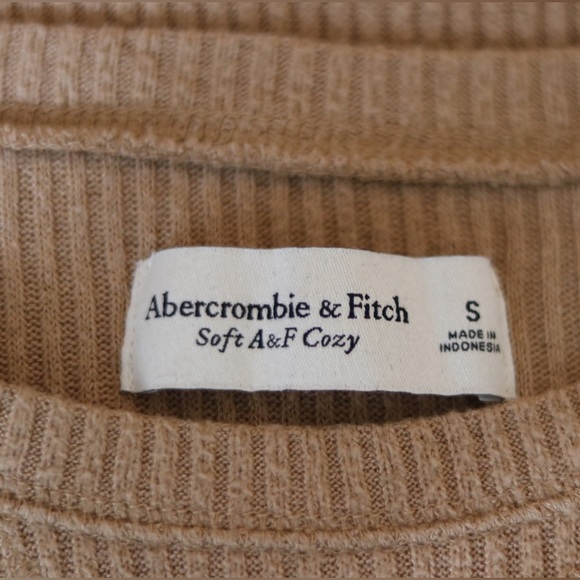 Abercrombie & Fitch
Soft A&F Cozy
S
MADE IN
INDONESIA